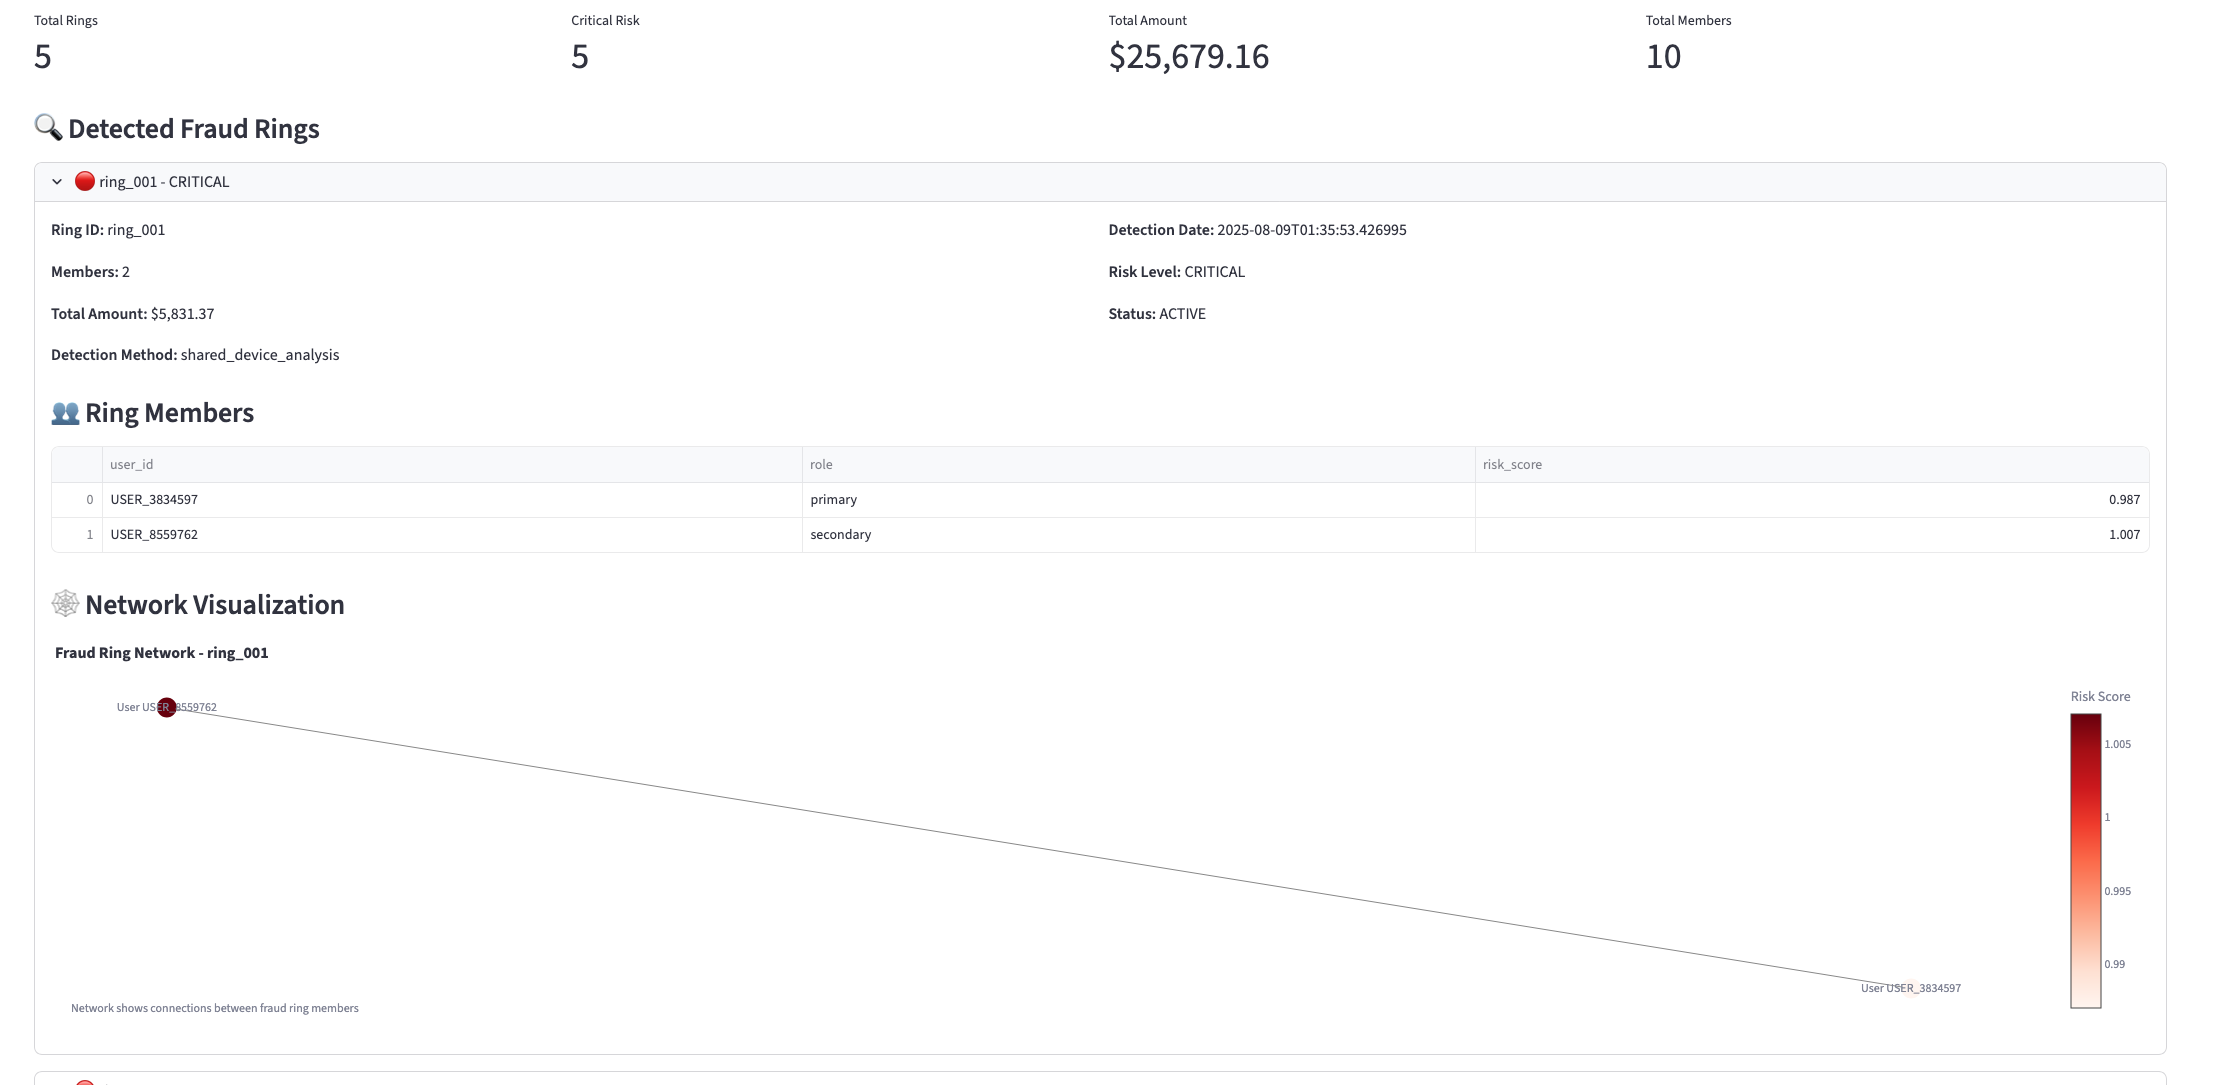 Total Rings
5
Critical Risk
5
Total Amount
$25,679.16
Total Members
10
Detected Fraud Rings
ring_001 - CRITICAL
Ring ID: ring_001
Members: 2
Total Amount: $5,831.37
Detection Method: shared_device_analysis
Detection Date: 2025-08-09T01:35:53.426995
Risk Level: CRITICAL
Status: ACTIVE
Ring Members
user_id role risk_score
0 USER_3834597 primary 0.987
1 USER_8559762 secondary 1.007
Network Visualization
Fraud Ring Network - ring_001
User USER_8559762
User USER_3834597
Network shows connections between fraud ring members
Risk Score
1.005
1
0.995
0.99